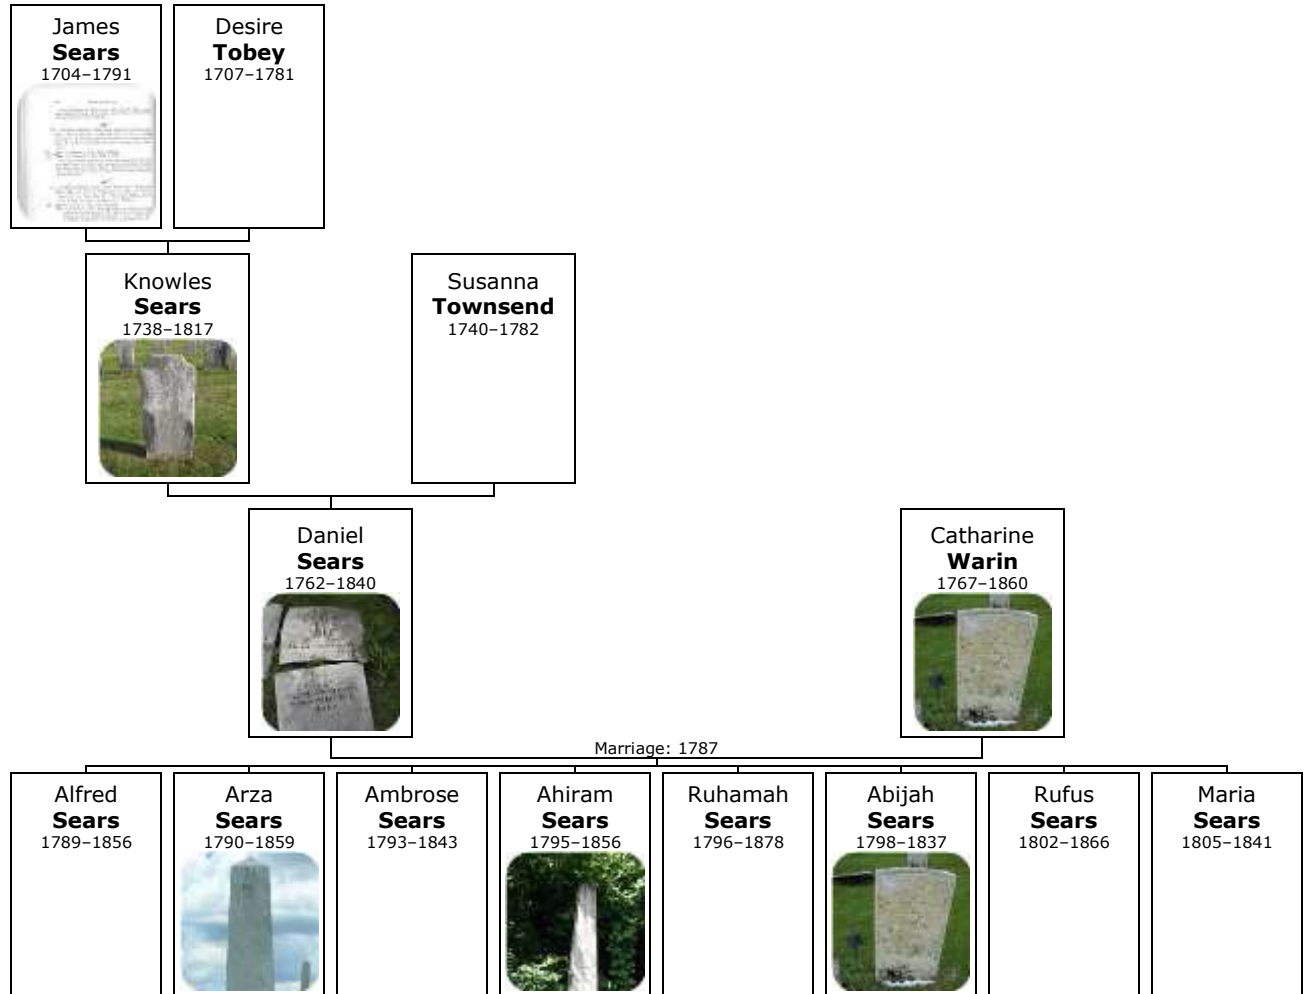 James
Sears
1704–1791
Desire
Tobey
1707–1781
Knowles
Sears
1738–1817
Susanna
Townsend
1740–1782
Daniel
Sears
1762–1840
Catharine
Warin
1767–1860
Marriage: 1787
Alfred
Sears
1789–1856
Arza
Sears
1790–1859
Ambrose
Sears
1793–1843
Ahiram
Sears
1795–1856
Ruhamah
Sears
1796–1878
Abijah
Sears
1798–1837
Rufus
Sears
1802–1866
Maria
Sears
1805–1841